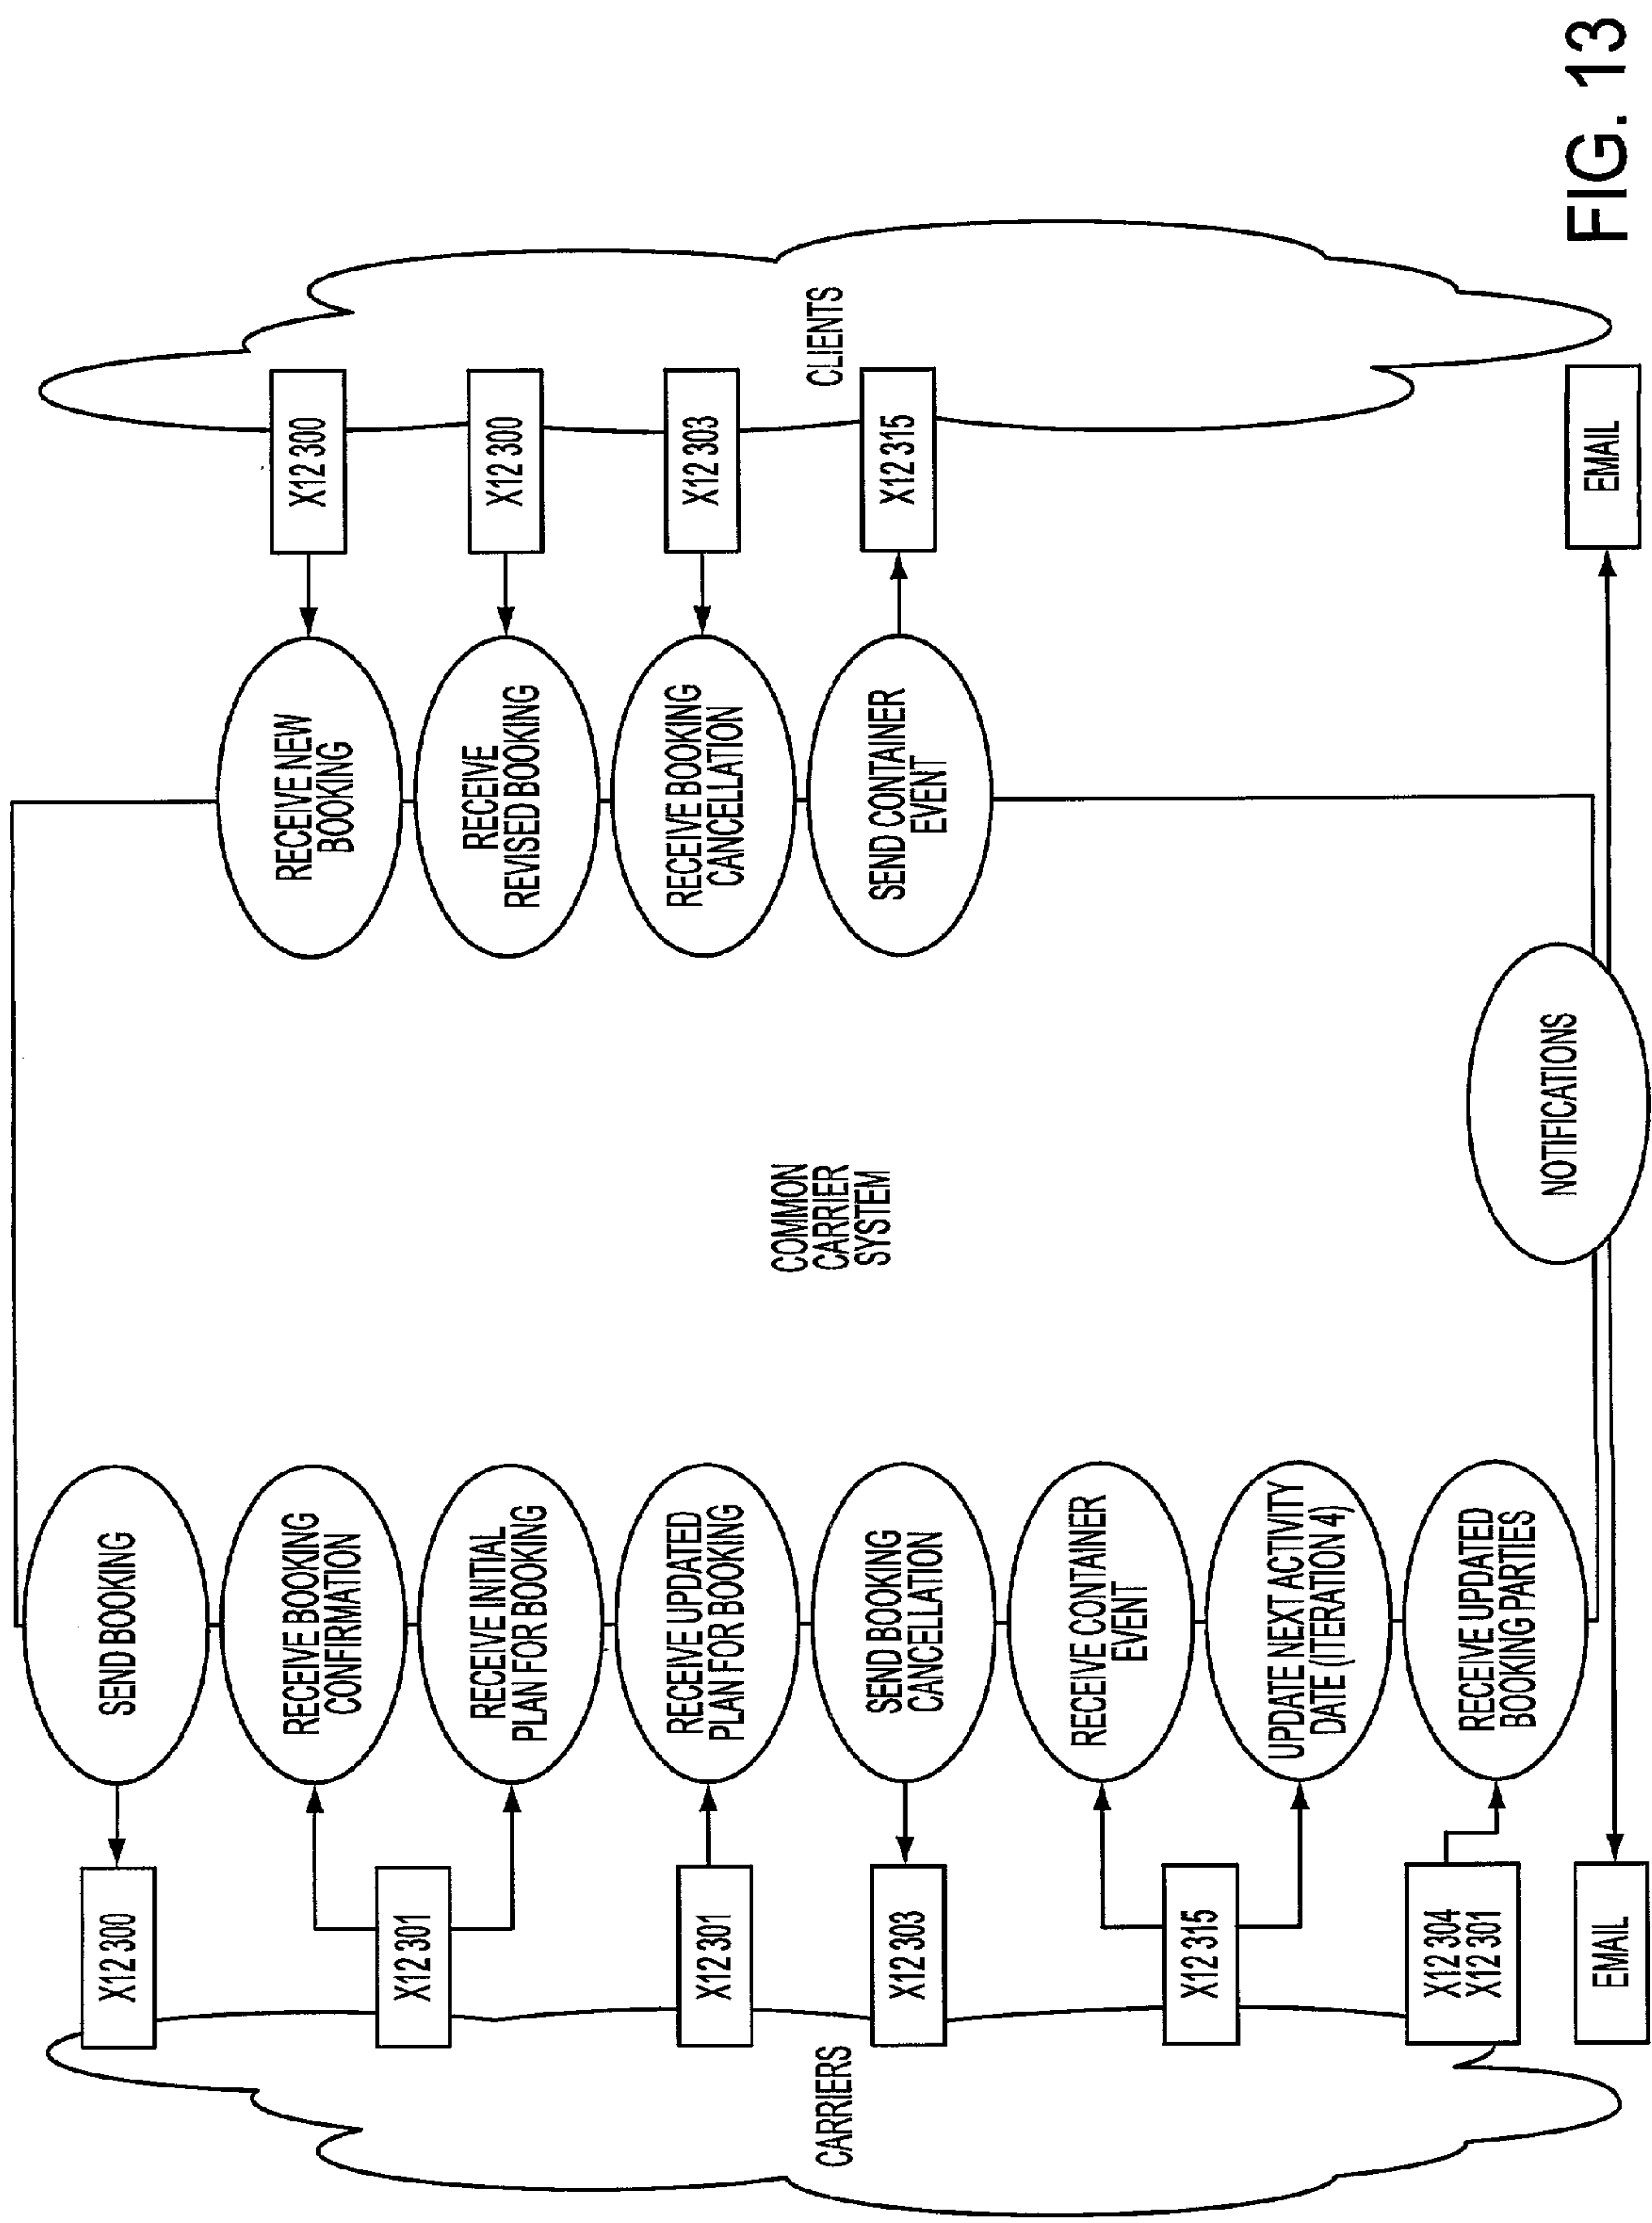 CARRIERS
X12 300
X12 301
X12 301
X12 303
X12 315
X12 304
X12 301
EMAIL
SEND BOOKING
RECEIVE BOOKING
CONFIRMATION
RECEIVE INITIAL
PLAN FOR BOOKING
RECEIVE UPDATED
PLAN FOR BOOKING
SEND BOOKING
CANCELLATION
RECEIVE CONTAINER
EVENT
UPDATE NEXT ACTIVITY
DATE (ITERATION 4)
RECEIVE UPDATED
BOOKING PARTIES
COMMON
CARRIER
SYSTEM
NOTIFICATIONS
RECEIVE NEW
BOOKING
RECEIVE
REVISED BOOKING
RECEIVE BOOKING
CANCELLATION
SEND CONTAINER
EVENT
X12 300
X12 300
X12 303
X12 315
CLIENTS
EMAIL
FIG. 13